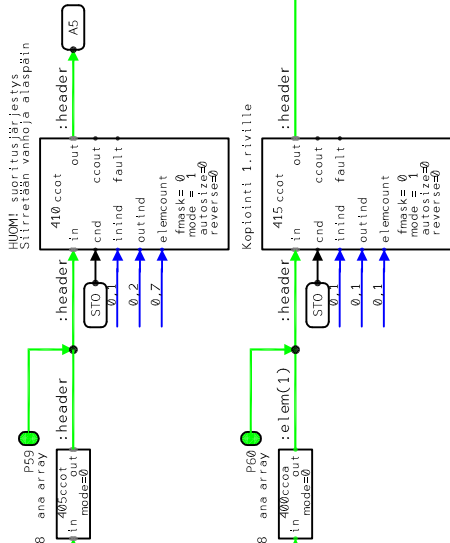 HUOM! suoritusjärjestys
Siirretään vanhoja alaspäin
A5
:header
410 ccot
in
out
cnd
ccout
inind
fault
outind
elemcount
fmask= 0
mode = 1
autosize=0
reverse=0
STO
0,1
0,2
0,7
:header
:header
P59
8 ana array
405ccot
in out
mode=0
Kopiointi 1.riville
:header
415 ccot
in
out
cnd
ccout
inind
fault
outind
elemcount
fmask= 0
mode = 1
autosize=0
reverse=0
STO
0,1
0,1
0,1
:header
:elem(1)
P60
8 ana array
400ccoa
in out
mode=0